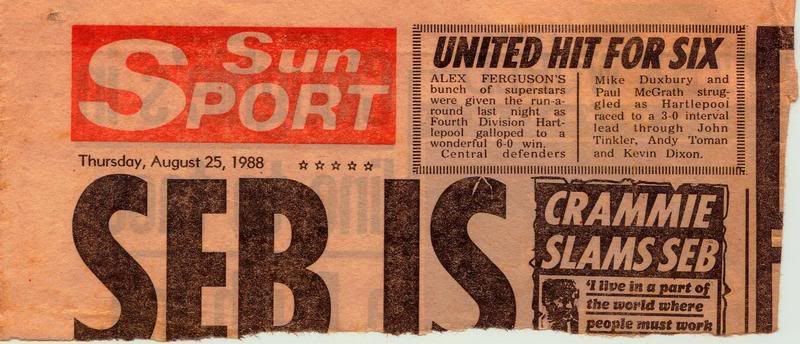 Sun
SPORT
Thursday, August 25, 1988 ☆☆☆☆☆
UNITED HIT FOR SIX
ALEX FERGUSON'S
bunch of superstars
were given the run-a-
round last night as
Fourth Division Hart-
lepool galloped to a
wonderful 6-0 win.
Central defenders
Mike Duxbury and
Paul McGrath strug-
gled as Hartlepool
raced to a 3-0 interval
lead through John
Tinkler, Andy Toman
and Kevin Dixon.
SEB IS
CRAMMIE
SLAMS SEB
'I live in a part of
the world where
people must work